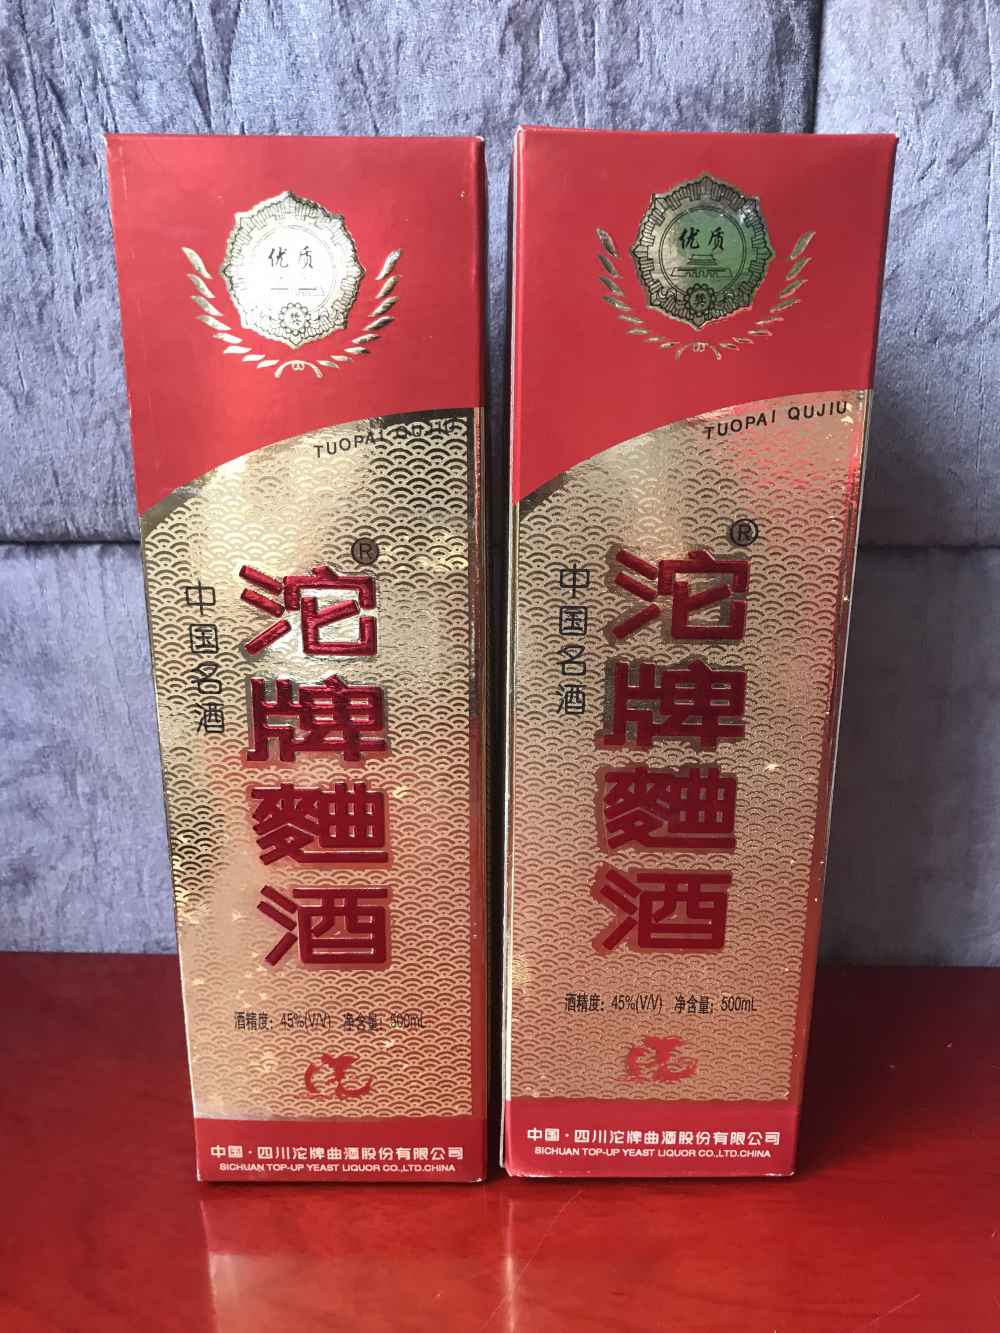 优质
奖
TUOPAI QUJIU
®
中国名酒
沱牌麯酒
酒精度：45%(V/V) 净含量：500mL
中国·四川沱牌曲酒股份有限公司
SICHUAN TOP-UP YEAST LIQUOR CO.,LTD.CHINA
优质
奖
TUOPAI QUJIU
®
中国名酒
沱牌麯酒
酒精度：45%(V/V) 净含量：500mL
中国·四川沱牌曲酒股份有限公司
SICHUAN TOP-UP YEAST LIQUOR CO.,LTD.CHINA